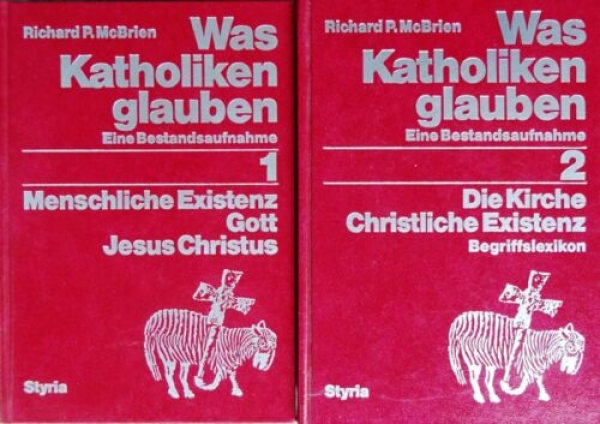 Richard P. McBrien
Was
Katholiken
glauben
Eine Bestandsaufnahme
1
Menschliche Existenz
Gott
Jesus Christus
Styria
Richard P. McBrien
Was
Katholiken
glauben
Eine Bestandsaufnahme
2
Die Kirche
Christliche Existenz
Begriffslexikon
Styria